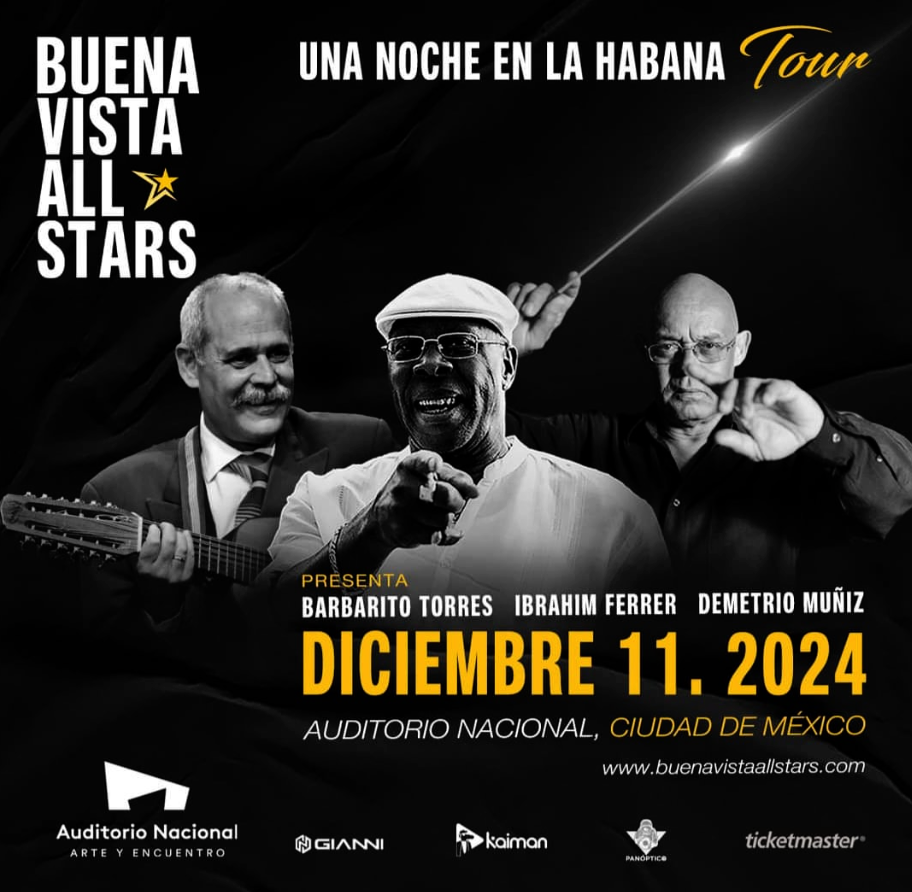 BUENA
VISTA
ALL
STARS
UNA NOCHE EN LA HABANA Tour
PRESENTA
BARBARITO TORRES IBRAHIM FERRER DEMETRIO MUÑIZ
DICIEMBRE 11. 2024
AUDITORIO NACIONAL, CIUDAD DE MÉXICO
www.buenavistaallstars.com
Auditorio Nacional
ARTE Y ENCUENTRO
GIANNI
kaiman
PANÓPTICO
ticketmaster®